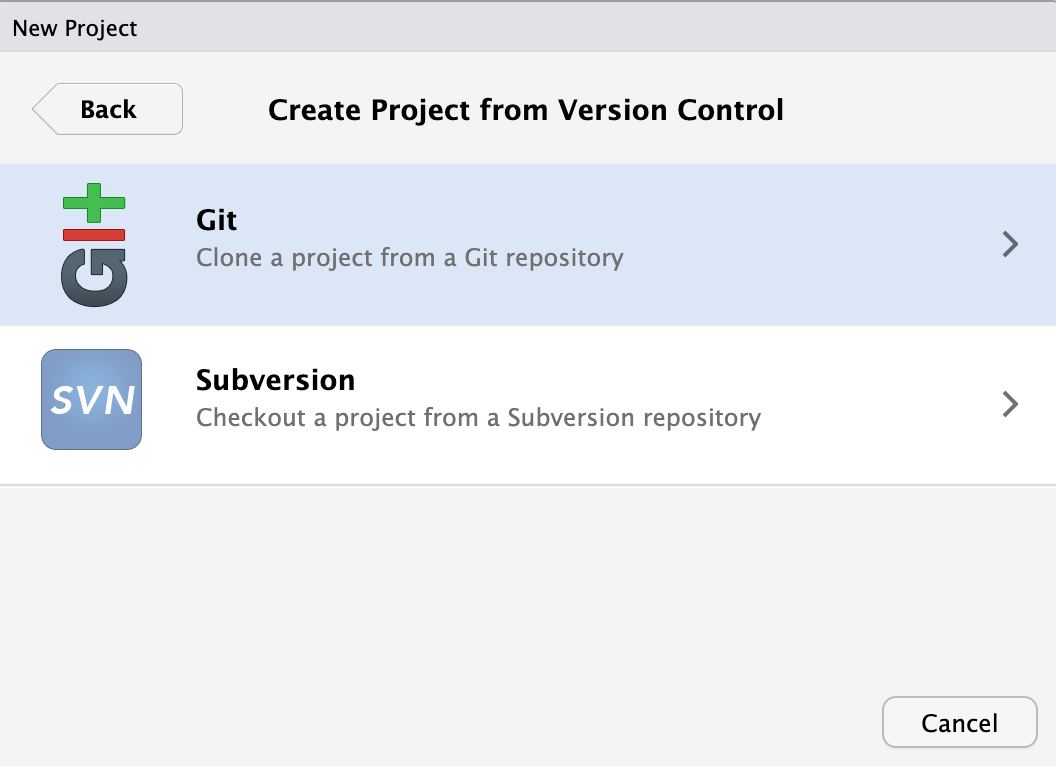 New Project
Back
Create Project from Version Control
Git
Git
Clone a project from a Git repository
SVN
Subversion
Checkout a project from a Subversion repository
Cancel